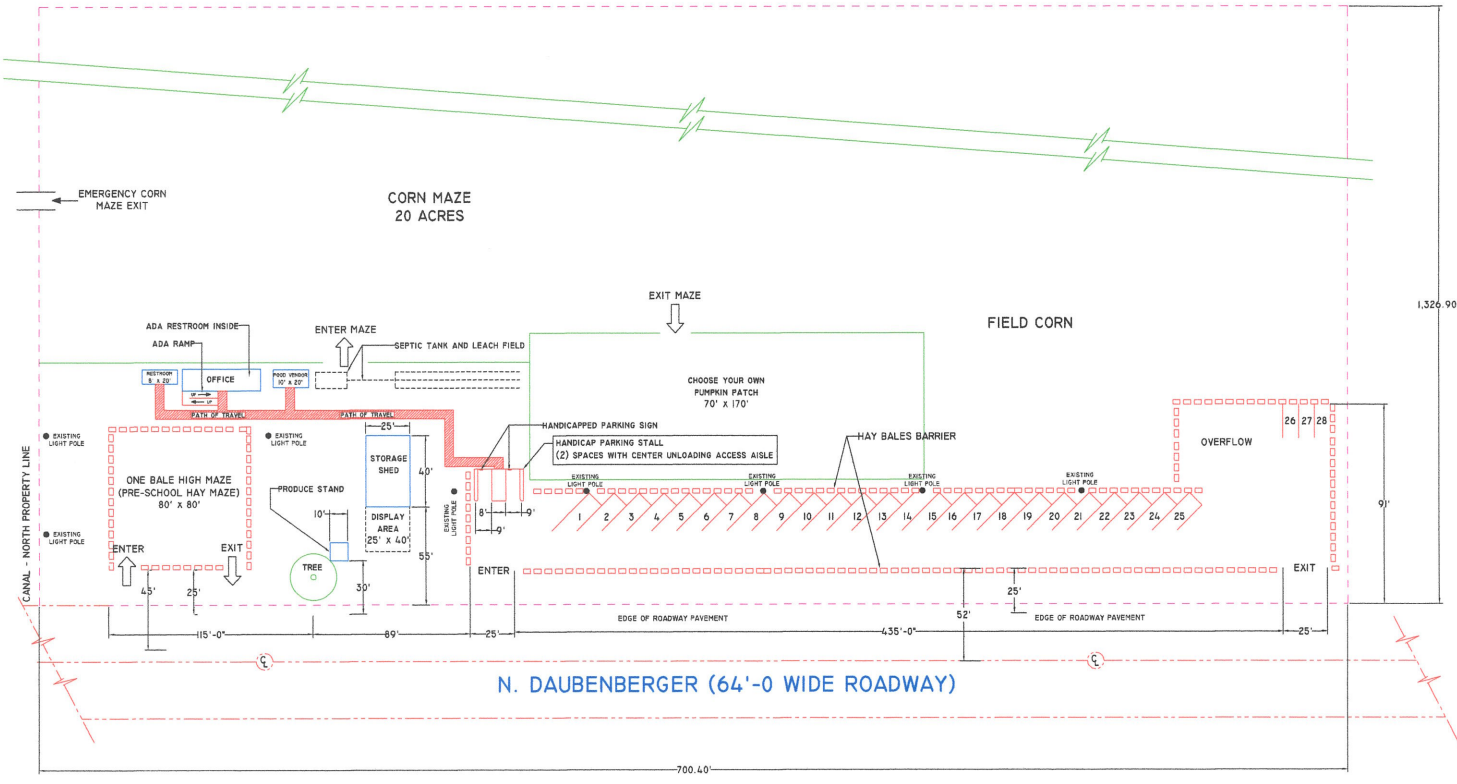 1,326.90
EMERGENCY CORN
MAZE EXIT
CORN MAZE
20 ACRES
EXIT MAZE
FIELD CORN
ADA RESTROOM INSIDE
ENTER MAZE
ADA RAMP
SEPTIC TANK AND LEACH FIELD
RESTROOM
8' x 20'
OFFICE
FOOD VENDOR
10' X 20'
UP
UP
CHOOSE YOUR OWN
PUMPKIN PATCH
70' X 170'
PATH OF TRAVEL
PATH OF TRAVEL
25'
HANDICAPPED PARKING SIGN
HANDICAP PARKING STALL
(2) SPACES WITH CENTER UNLOADING ACCESS AISLE
HAY BALES BARRIER
OVERFLOW
26 27 28
EXISTING
LIGHT POLE
EXISTING
LIGHT POLE
STORAGE
SHED
40'
ONE BALE HIGH MAZE
(PRE-SCHOOL HAY MAZE)
80' X 80'
PRODUCE STAND
10'
DISPLAY
AREA
25' X 40'
55'
EXISTING
LIGHT POLE
8'
9'
9'
EXISTING
LIGHT POLE
EXISTING
LIGHT POLE
EXISTING
LIGHT POLE
EXISTING
LIGHT POLE
1 2 3 4 5 6 7 8 9 10 11 12 13 14 15 16 17 18 19 20 21 22 23 24 25
91'
EXISTING
LIGHT POLE
CANAL - NORTH PROPERTY LINE
ENTER
EXIT
TREE
30'
45'
25'
ENTER
EXIT
52'
25'
EDGE OF ROADWAY PAVEMENT
EDGE OF ROADWAY PAVEMENT
115'-0"
89'
25'
435'-0"
25'
CL
CL
N. DAUBENBERGER (64'-0 WIDE ROADWAY)
700.40'